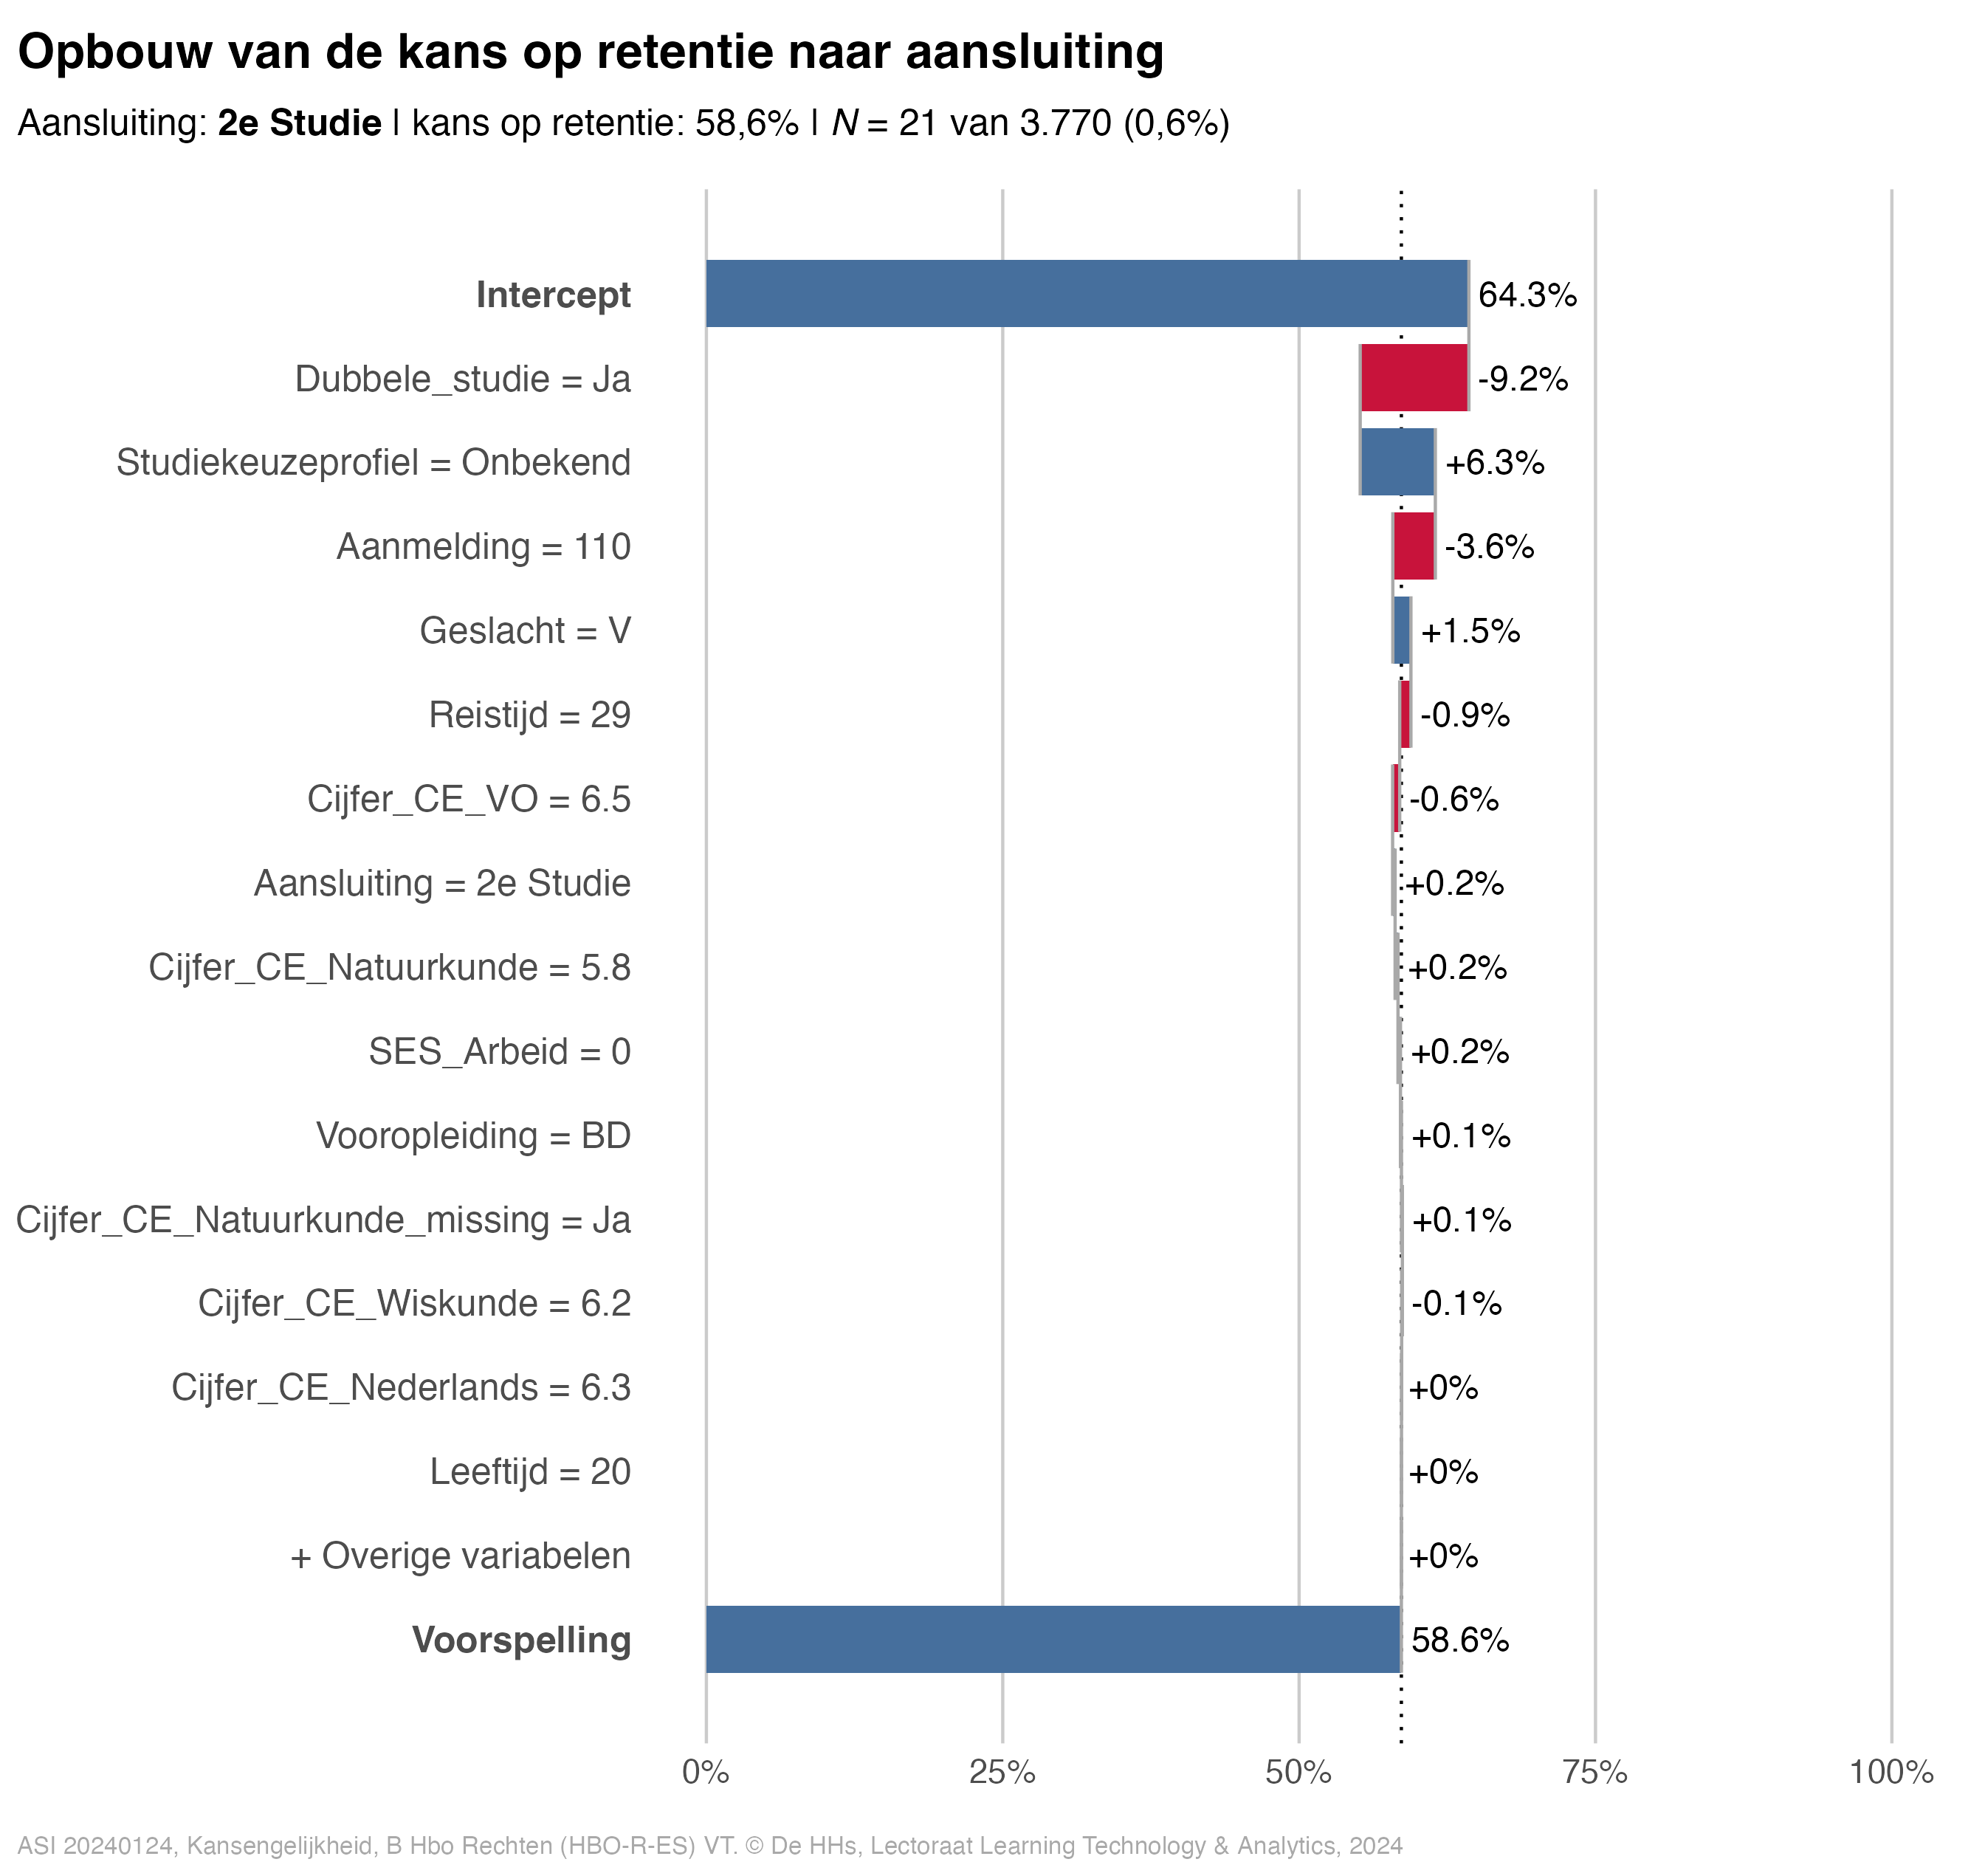 Opbouw van de kans op retentie naar aansluiting
Aansluiting: 2e Studie | kans op retentie: 58,6% | N = 21 van 3.770 (0,6%)
Intercept 64.3%
Dubbele_studie = Ja -9.2%
Studiekeuzeprofiel = Onbekend +6.3%
Aanmelding = 110 -3.6%
Geslacht = V +1.5%
Reistijd = 29 -0.9%
Cijfer_CE_VO = 6.5 -0.6%
Aansluiting = 2e Studie +0.2%
Cijfer_CE_Natuurkunde = 5.8 +0.2%
SES_Arbeid = 0 +0.2%
Vooropleiding = BD +0.1%
Cijfer_CE_Natuurkunde_missing = Ja +0.1%
Cijfer_CE_Wiskunde = 6.2 -0.1%
Cijfer_CE_Nederlands = 6.3 +0%
Leeftijd = 20 +0%
+ Overige variabelen +0%
Voorspelling 58.6%
0% 25% 50% 75% 100%
ASI 20240124, Kansengelijkheid, B Hbo Rechten (HBO-R-ES) VT. © De HHs, Lectoraat Learning Technology & Analytics, 2024